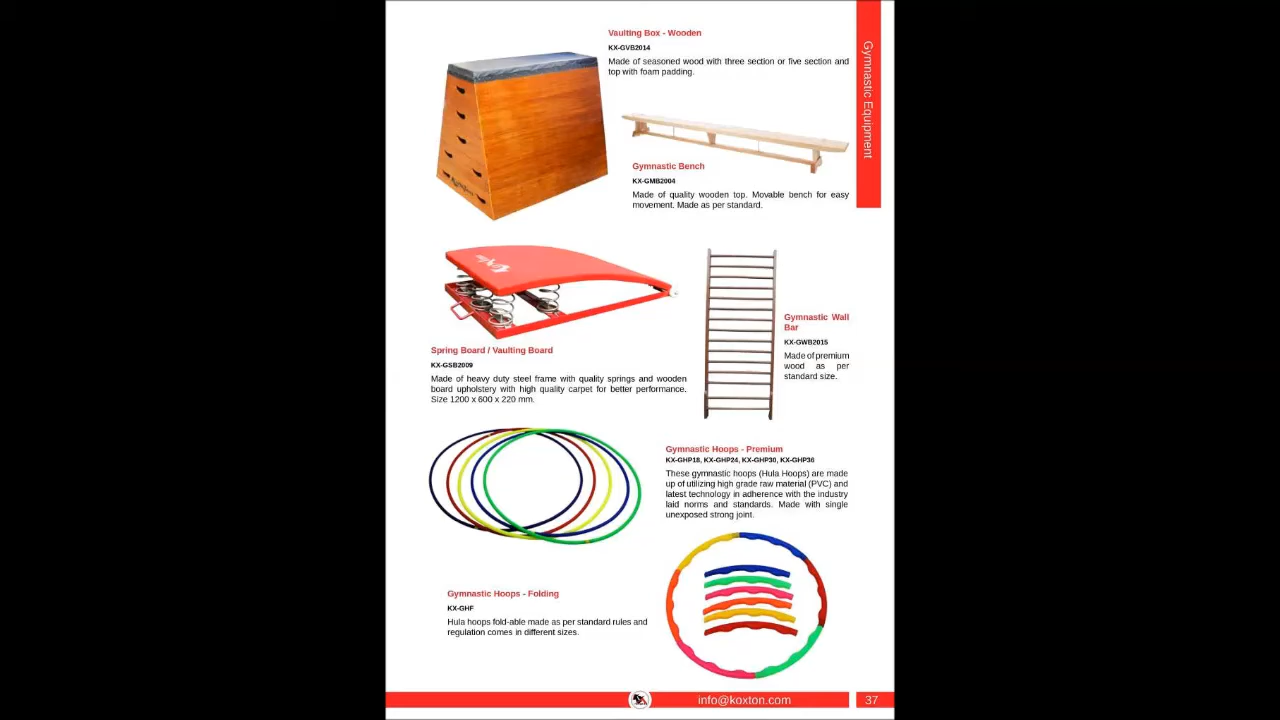 Vaulting Box - Wooden
KX-GVB2014
Made of seasoned wood with three section or five section and
top with foam padding.
Gymnastic Equipment
Gymnastic Bench
KX-GMB2004
Made of quality wooden top. Movable bench for easy
movement. Made as per standard.
Koxton
Spring Board / Vaulting Board
KX-GSB2009
Made of heavy duty steel frame with quality springs and wooden
board upholstery with high quality carpet for better performance.
Size 1200 x 600 x 220 mm.
Gymnastic Wall
Bar
KX-GWB2015
Made of premium
wood as per
standard size.
Gymnastic Hoops - Premium
KX-GHP18, KX-GHP24, KX-GHP30, KX-GHP36
These gymnastic hoops (Hula Hoops) are made
up of utilizing high grade raw material (PVC) and
latest technology in adherence with the industry
laid norms and standards. Made with single
unexposed strong joint.
Gymnastic Hoops - Folding
KX-GHF
Hula hoops fold-able made as per standard rules and
regulation comes in different sizes.
info@koxton.com
37